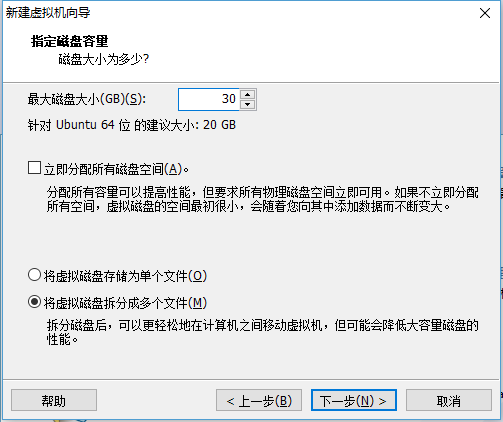 新建虚拟机向导
指定磁盘容量
磁盘大小为多少?
最大磁盘大小(GB)(S): 30
针对 Ubuntu 64 位 的建议大小: 20 GB
立即分配所有磁盘空间(A)。
分配所有容量可以提高性能，但要求所有物理磁盘空间立即可用。如果不立即分配
所有空间，虚拟磁盘的空间最初很小，会随着您向其中添加数据而不断变大。
将虚拟磁盘存储为单个文件(O)
将虚拟磁盘拆分成多个文件(M)
拆分磁盘后，可以更轻松地在计算机之间移动虚拟机，但可能会降低大容量磁盘的
性能。
帮助 < 上一步(B) 下一步(N) > 取消